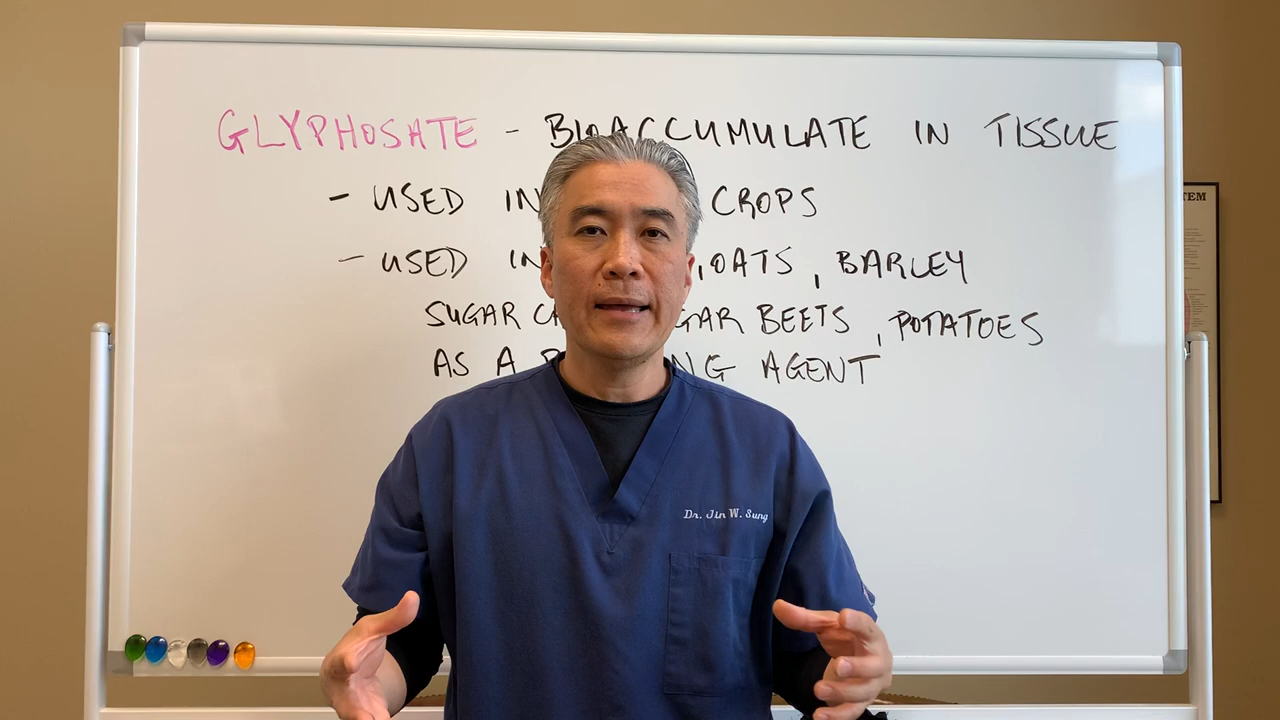 GLYPHOSATE - BIOACCUMULATE IN TISSUE
- USED IN CROPS
- USED IN , OATS , BARLEY
SUGAR BEETS , POTATOES
AS A AGENT
TEM
Dr. Jin W. Sung